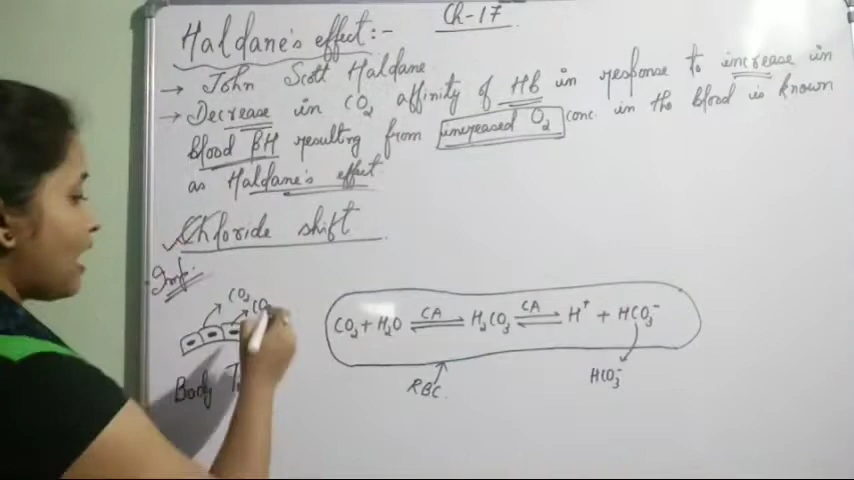 Ch-17
Haldane's effect:-
→ John Scott Haldane
→ Decrease in CO2 affinity of Hb in response to increase in
blood pH resulting from increased O2 conc. in the blood is known
as Haldane's effect
Chloride shift
Imp.
CO2
CO2
CO2 + H2O ⇌ CA H2CO3 ⇌ CA H+ + HCO3-
HCO3-
RBC
Body